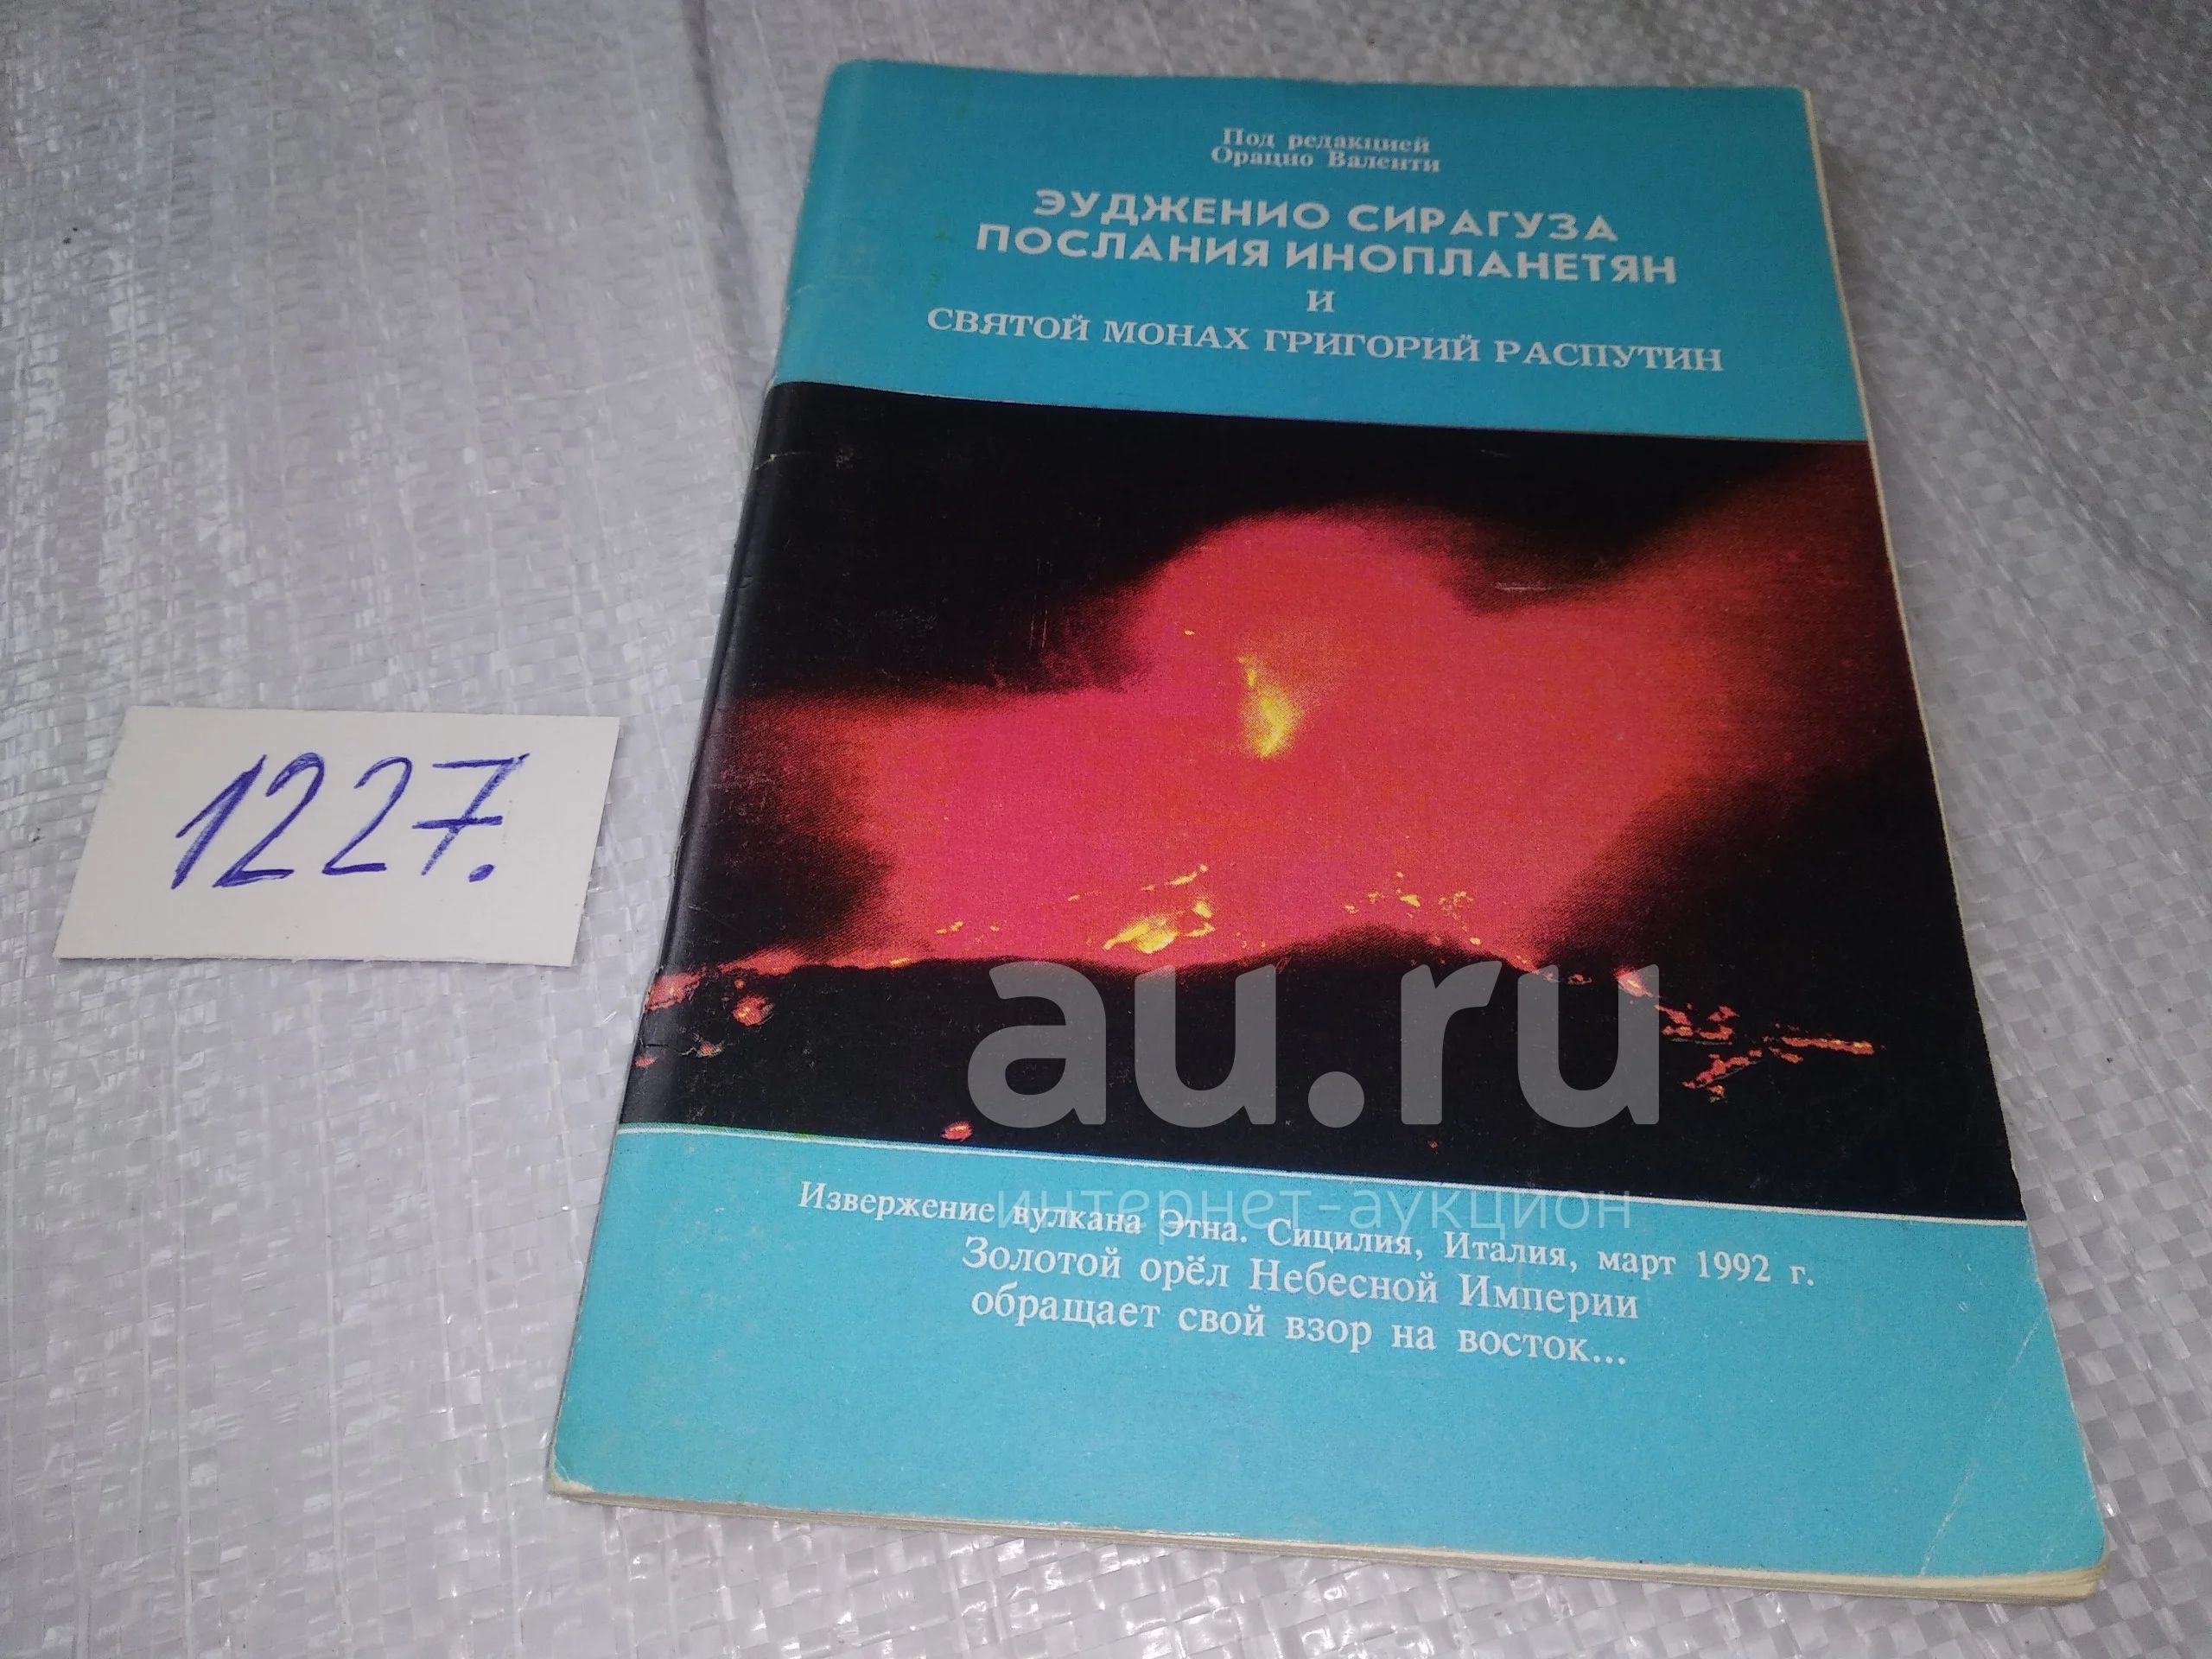 Под редакцией
Орацио Валенти
ЭУДЖЕНИО СИРАГУЗА
ПОСЛАНИЯ ИНОПЛАНЕТЯН
И
СВЯТОЙ МОНАХ ГРИГОРИЙ РАСПУТИН
1227.
au.ru
интернет-аукцион
Извержение вулкана Этна. Сицилия, Италия, март 1992 г.
Золотой орёл Небесной Империи
обращает свой взор на восток...